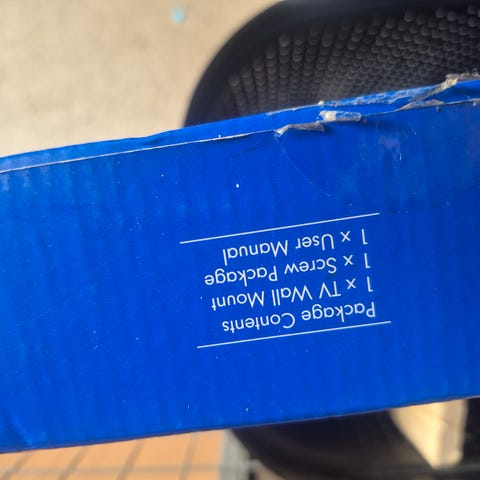 Package Contents
1 x TV Wall Mount
1 x Screw Package
1 x User Manual